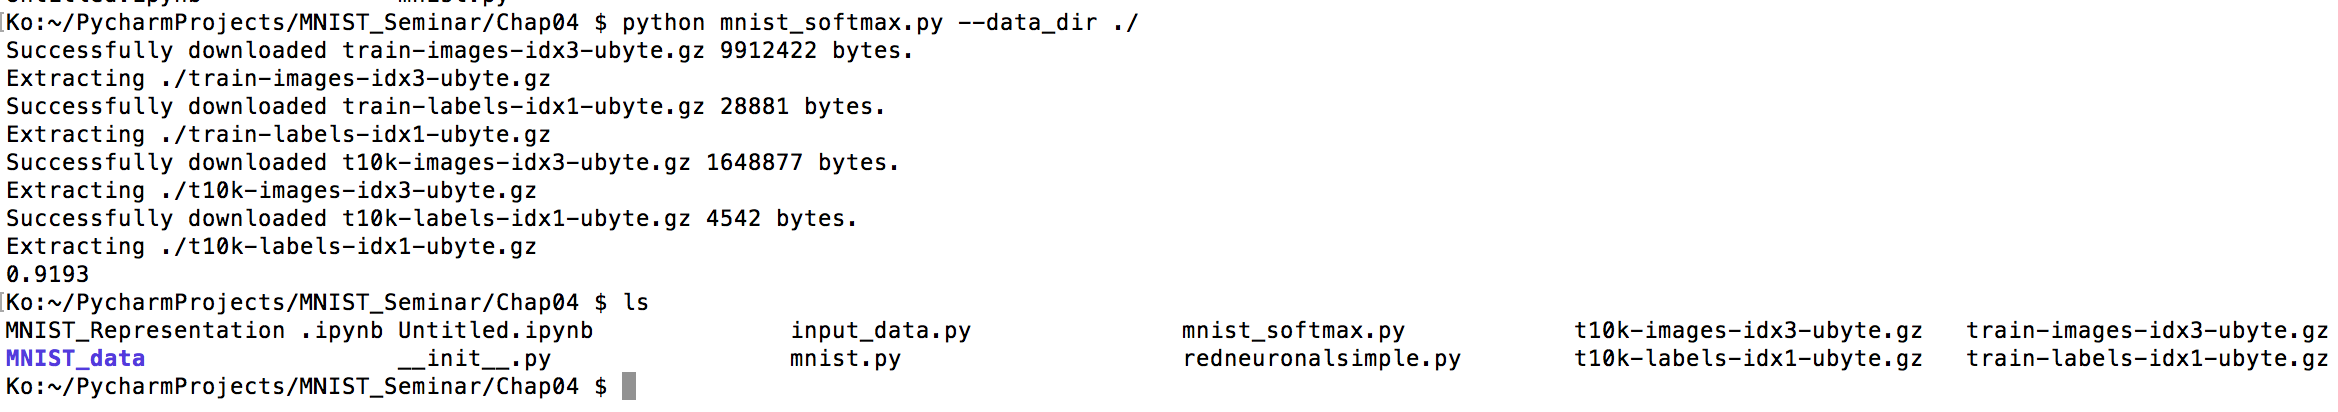 Untitled.ipynb mnist.py
[Ko:~/PycharmProjects/MNIST_Seminar/Chap04 $ python mnist_softmax.py --data_dir ./
Successfully downloaded train-images-idx3-ubyte.gz 9912422 bytes.
Extracting ./train-images-idx3-ubyte.gz
Successfully downloaded train-labels-idx1-ubyte.gz 28881 bytes.
Extracting ./train-labels-idx1-ubyte.gz
Successfully downloaded t10k-images-idx3-ubyte.gz 1648877 bytes.
Extracting ./t10k-images-idx3-ubyte.gz
Successfully downloaded t10k-labels-idx1-ubyte.gz 4542 bytes.
Extracting ./t10k-labels-idx1-ubyte.gz
0.9193
[Ko:~/PycharmProjects/MNIST_Seminar/Chap04 $ ls
MNIST_Representation .ipynb Untitled.ipynb input_data.py mnist_softmax.py t10k-images-idx3-ubyte.gz train-images-idx3-ubyte.gz
MNIST_data __init__.py mnist.py redneuronalsimple.py t10k-labels-idx1-ubyte.gz train-labels-idx1-ubyte.gz
Ko:~/PycharmProjects/MNIST_Seminar/Chap04 $